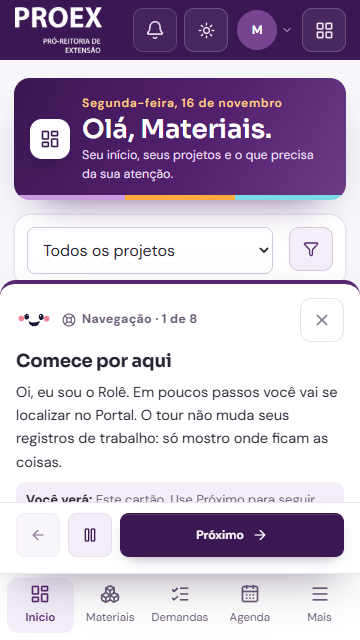 PROEX
PRÓ-REITORIA DE
EXTENSÃO
M
Segunda-feira, 16 de novembro
Olá, Materiais.
Seu início, seus projetos e o que precisa
da sua atenção.
Todos os projetos
Navegação · 1 de 8
Comece por aqui
Oi, eu sou o Rolê. Em poucos passos você vai se
localizar no Portal. O tour não muda seus
registros de trabalho: só mostro onde ficam as
coisas.
Você verá: Este cartão. Use Próximo para seguir
Próximo
Início
Materiais
Demandas
Agenda
Mais